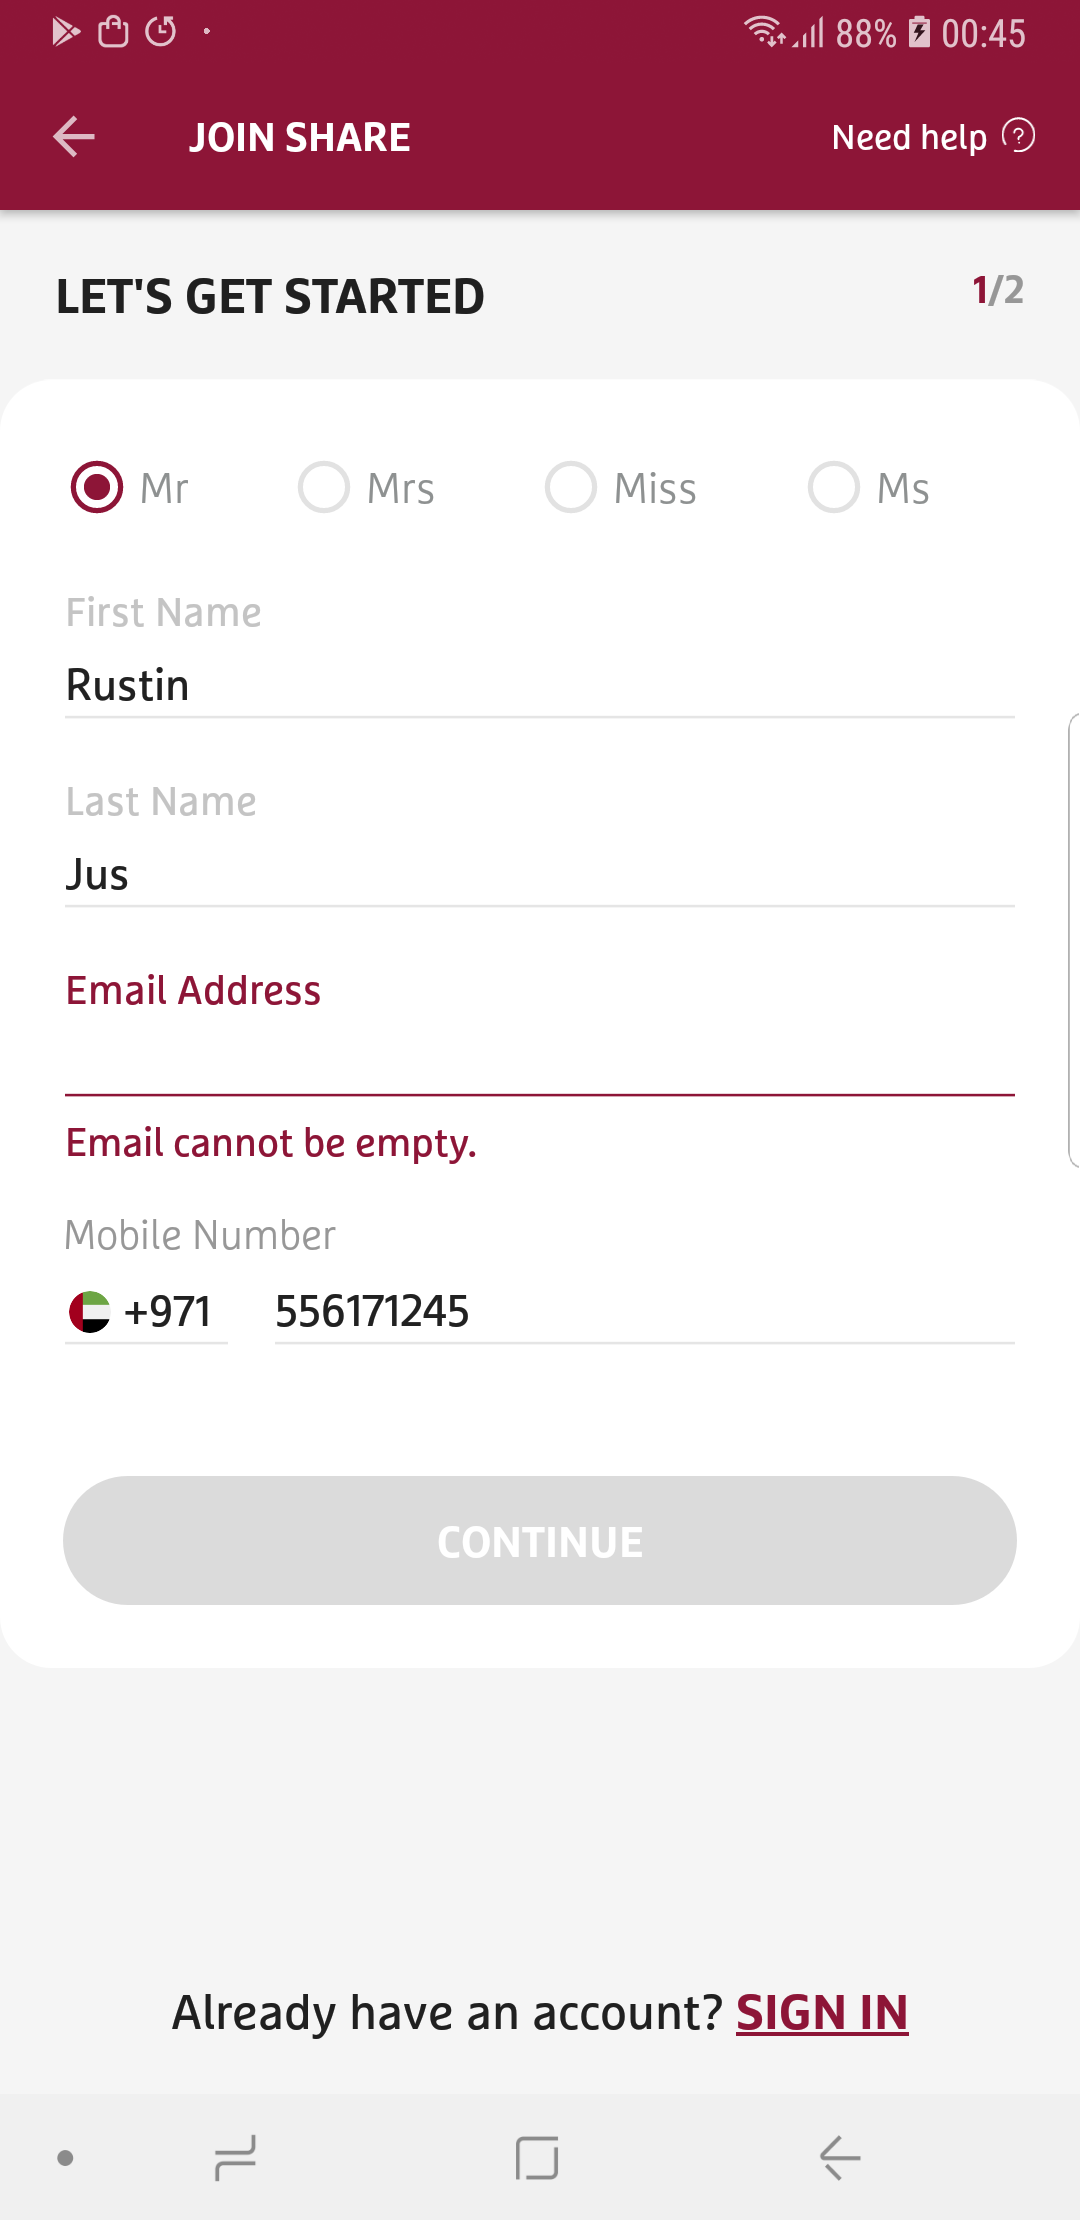 88% 00:45
JOIN SHARE Need help ?
LET'S GET STARTED 1/2
Mr Mrs Miss Ms
First Name
Rustin
Last Name
Jus
Email Address
Email cannot be empty.
Mobile Number
+971 556171245
CONTINUE
Already have an account? SIGN IN